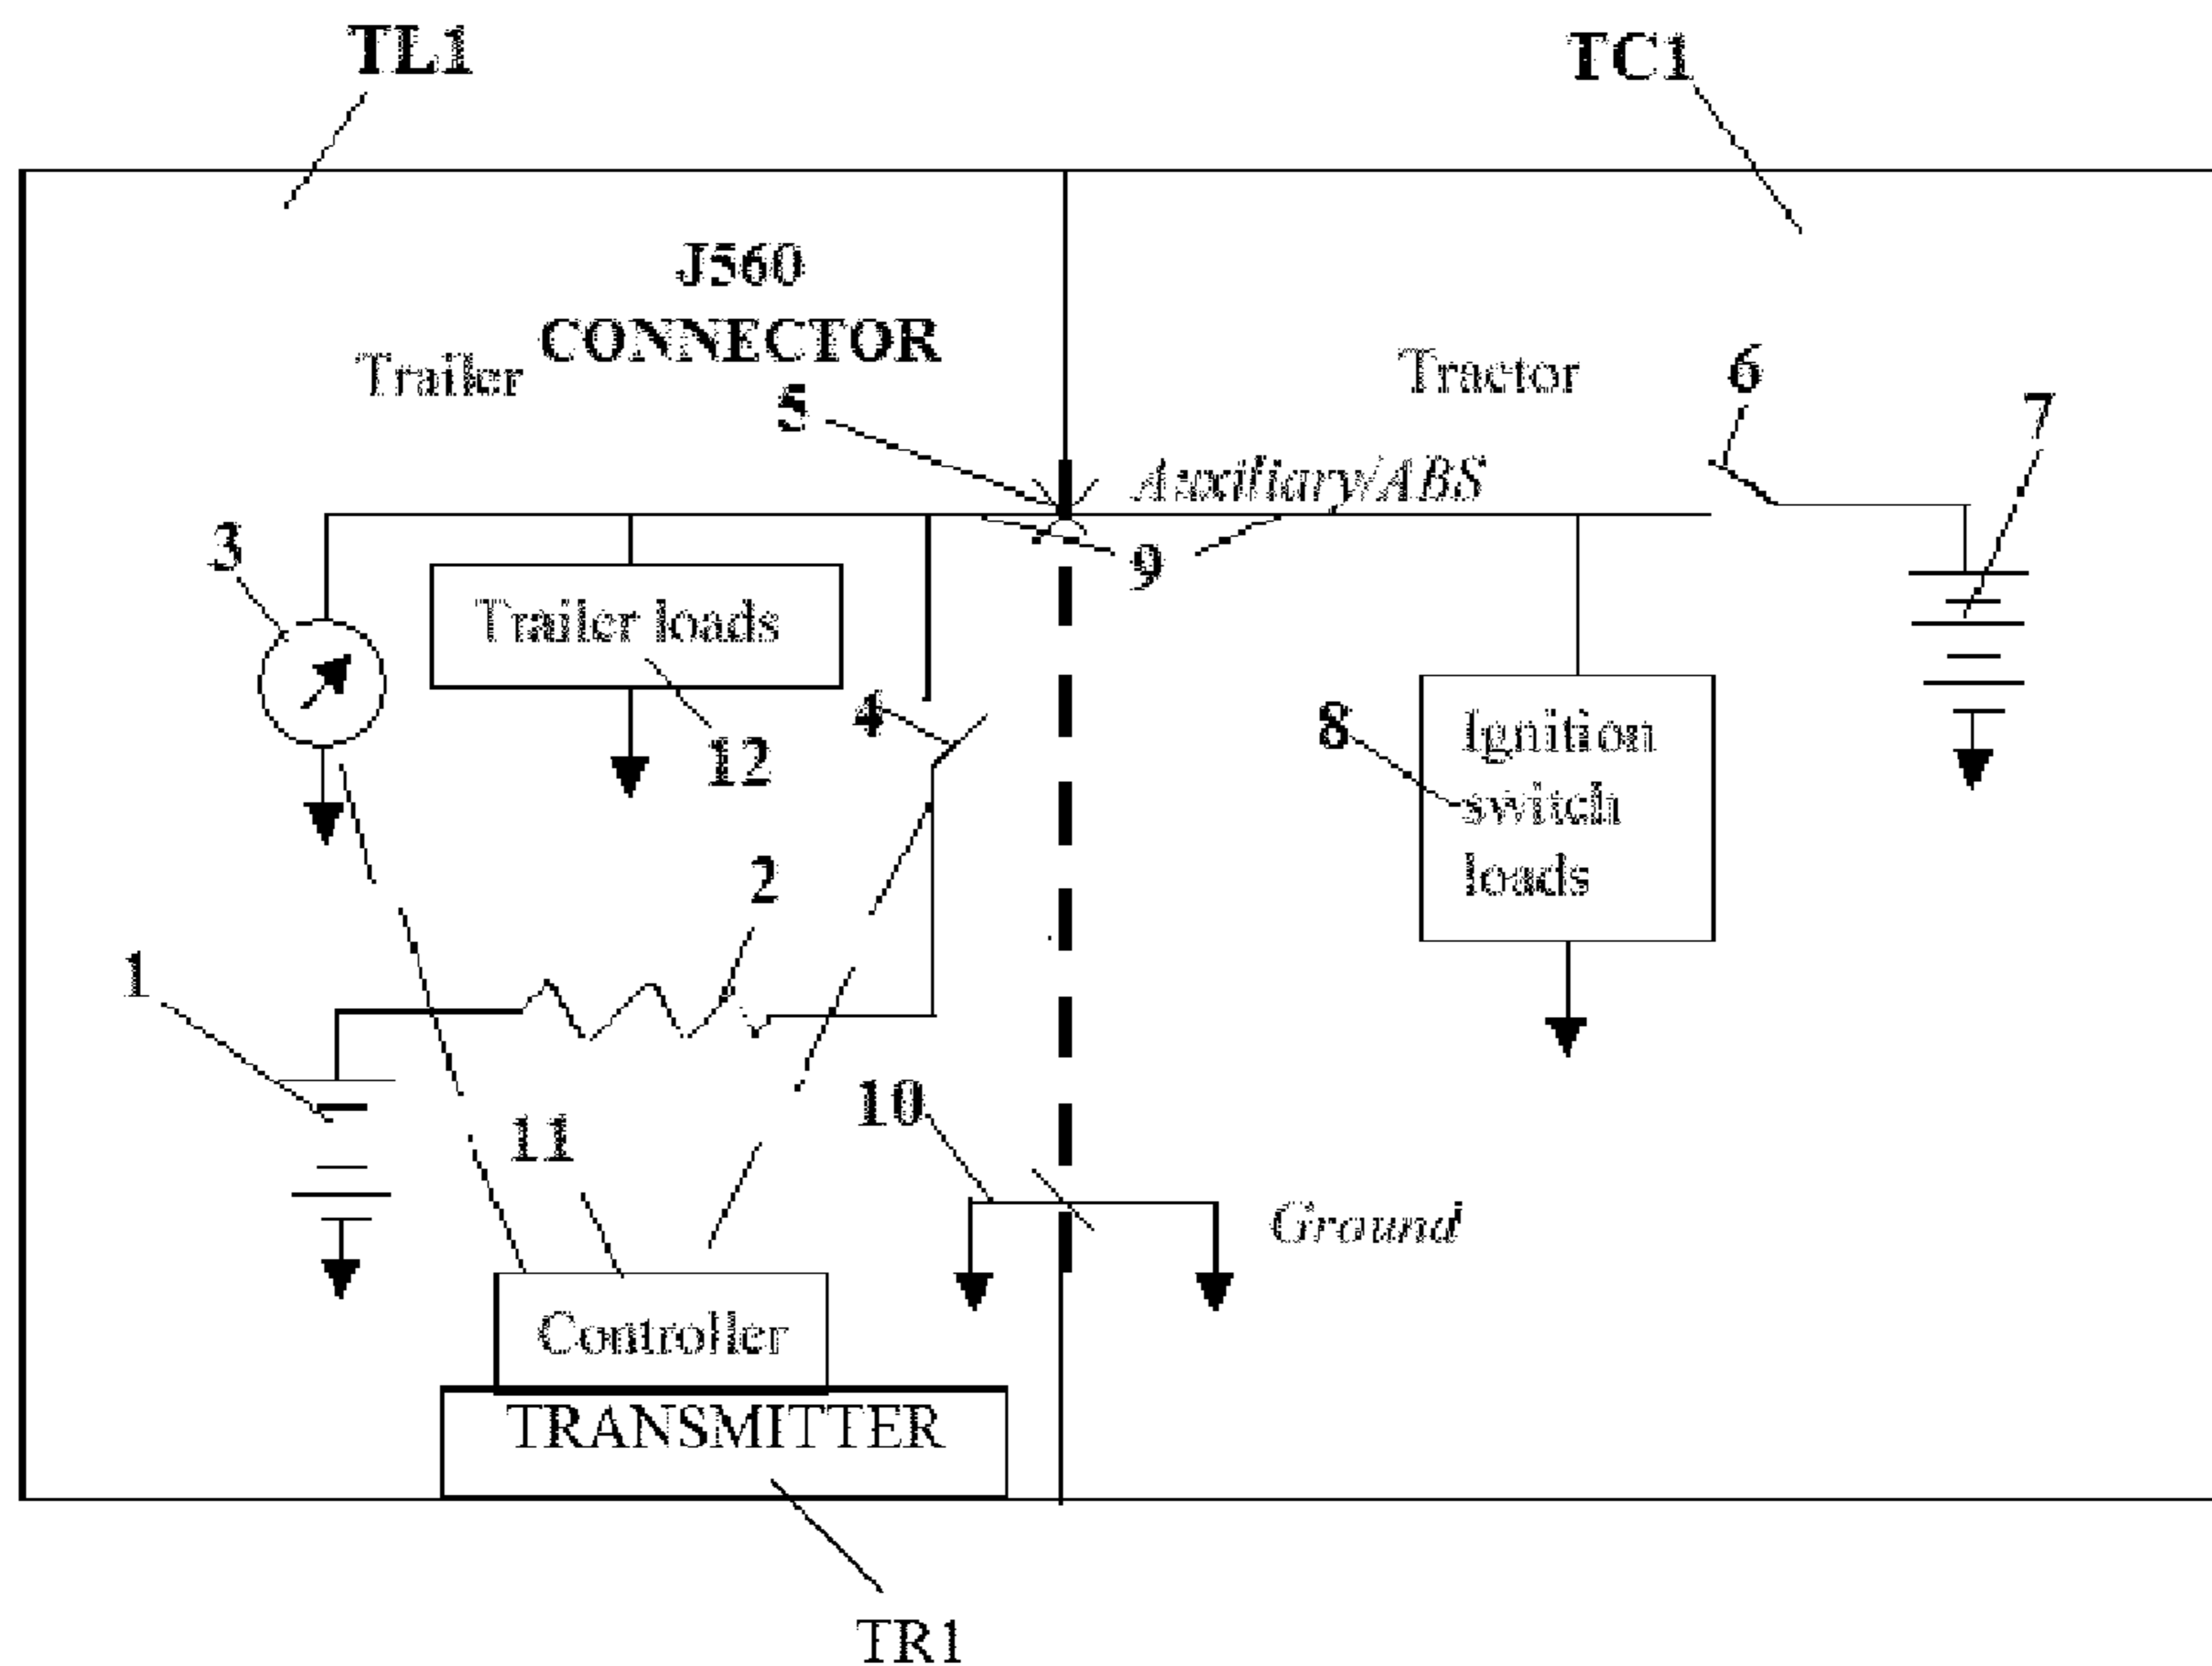 TL1
TC1
J560
CONNECTOR
Trailer
5
Tractor
6
7
Auxiliary/ABS
3
9
Trailer loads
4
12
8
Ignition
switch
loads
2
1
10
11
Ground
Controller
TRANSMITTER
TR1